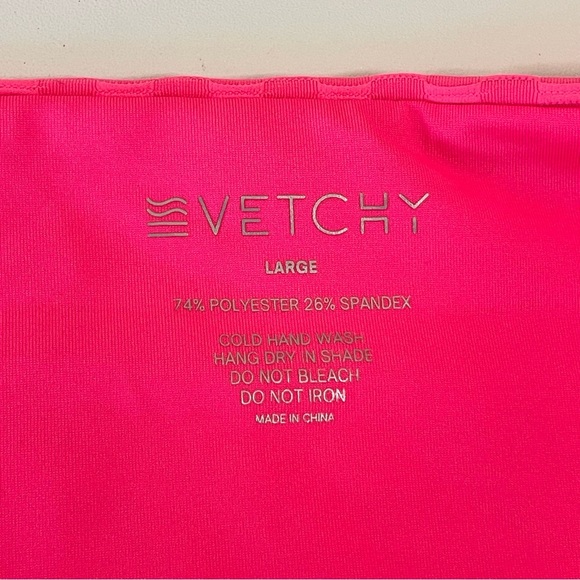 VETCHY
LARGE
74% POLYESTER 26% SPANDEX
COLD HAND WASH
HANG DRY IN SHADE
DO NOT BLEACH
DO NOT IRON
MADE IN CHINA